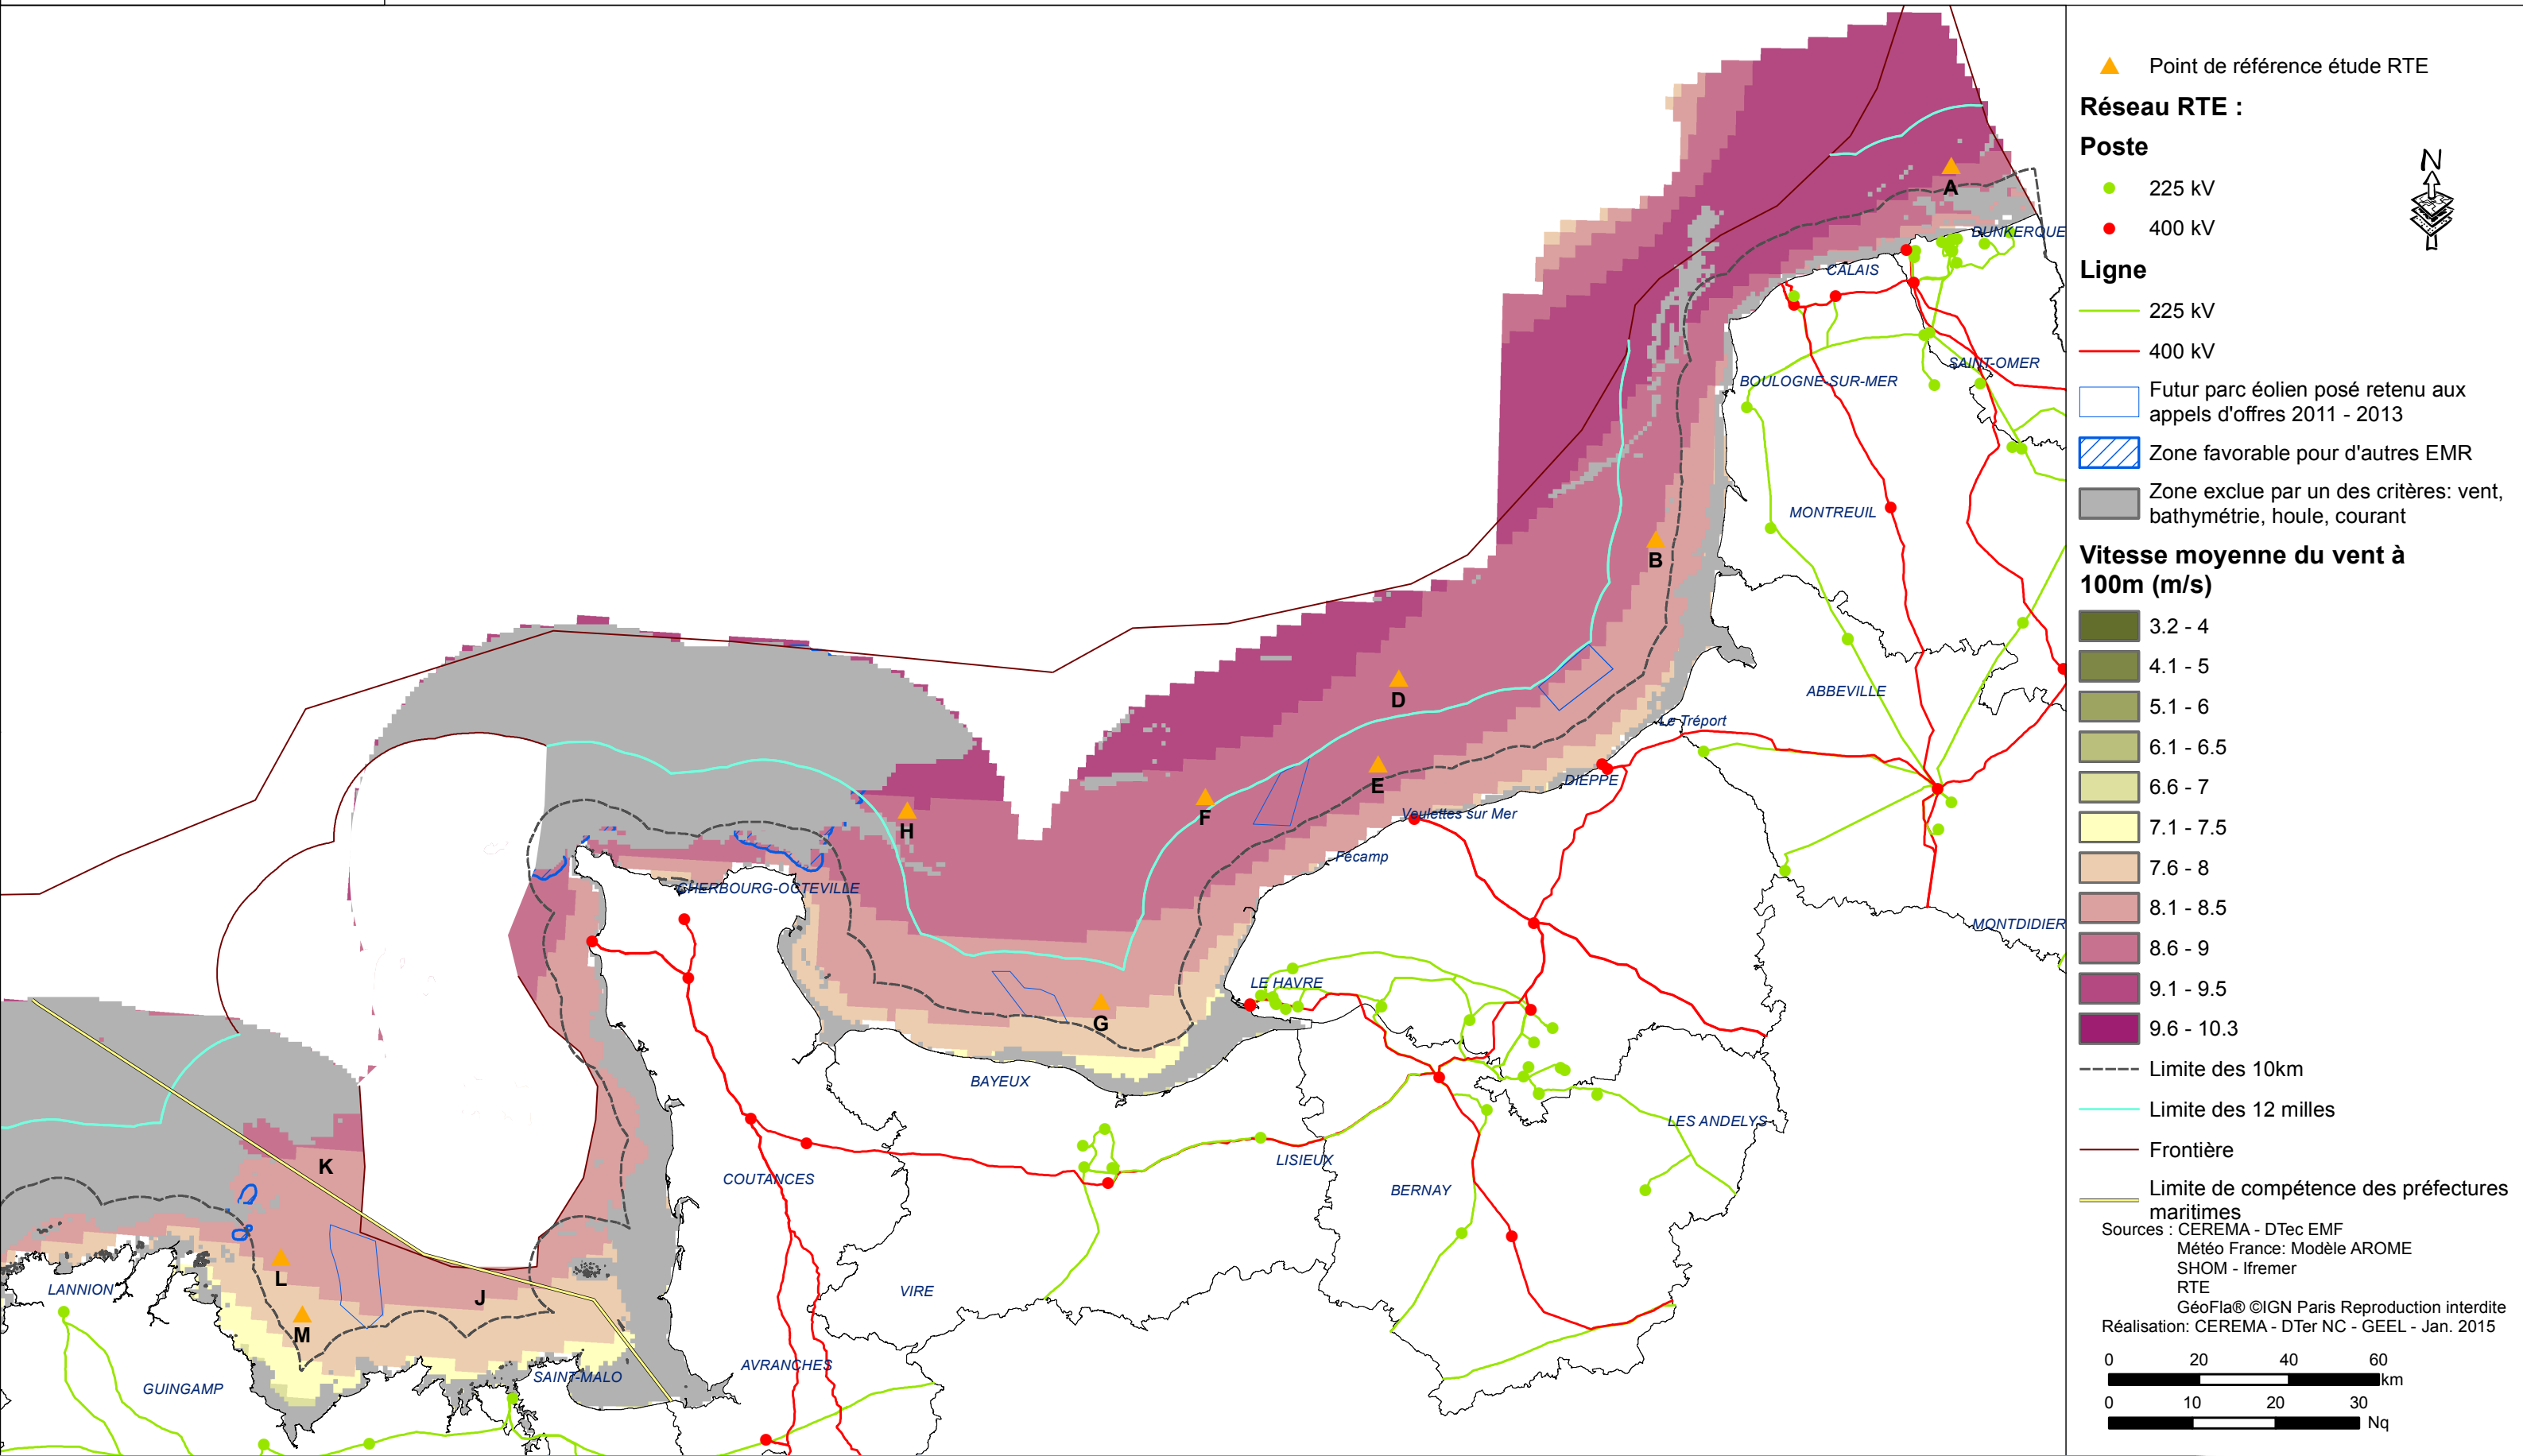 Point de référence étude RTE
Réseau RTE :
Poste
225 kV
400 kV
Ligne
225 kV
400 kV
Futur parc éolien posé retenu aux
appels d'offres 2011 - 2013
Zone favorable pour d'autres EMR
Zone exclue par un des critères: vent,
bathymétrie, houle, courant
Vitesse moyenne du vent à
100m (m/s)
3.2 - 4
4.1 - 5
5.1 - 6
6.1 - 6.5
6.6 - 7
7.1 - 7.5
7.6 - 8
8.1 - 8.5
8.6 - 9
9.1 - 9.5
9.6 - 10.3
Limite des 10km
Limite des 12 milles
Frontière
Limite de compétence des préfectures
maritimes
Sources : CEREMA - DTec EMF
Météo France: Modèle AROME
SHOM - Ifremer
RTE
GéoFla® ©IGN Paris Reproduction interdite
Réalisation: CEREMA - DTer NC - GEEL - Jan. 2015
0 20 40 60
km
0 10 20 30
Nq
N
A
DUNKERQUE
CALAIS
SAINT-OMER
BOULOGNE-SUR-MER
MONTREUIL
B
ABBEVILLE
D
Le Tréport
E
DIEPPE
F
Veulettes sur Mer
H
Fécamp
CHERBOURG-OCTEVILLE
MONTDIDIER
LE HAVRE
G
BAYEUX
LES ANDELYS
LISIEUX
K
COUTANCES
BERNAY
L
LANNION
J
VIRE
M
AVRANCHES
SAINT-MALO
GUINGAMP